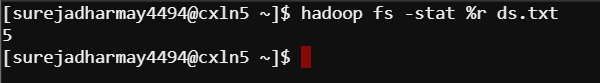 [surejadharmay4494@cxln5 ~]$ hadoop fs -stat %r ds.txt
5
[surejadharmay4494@cxln5 ~]$